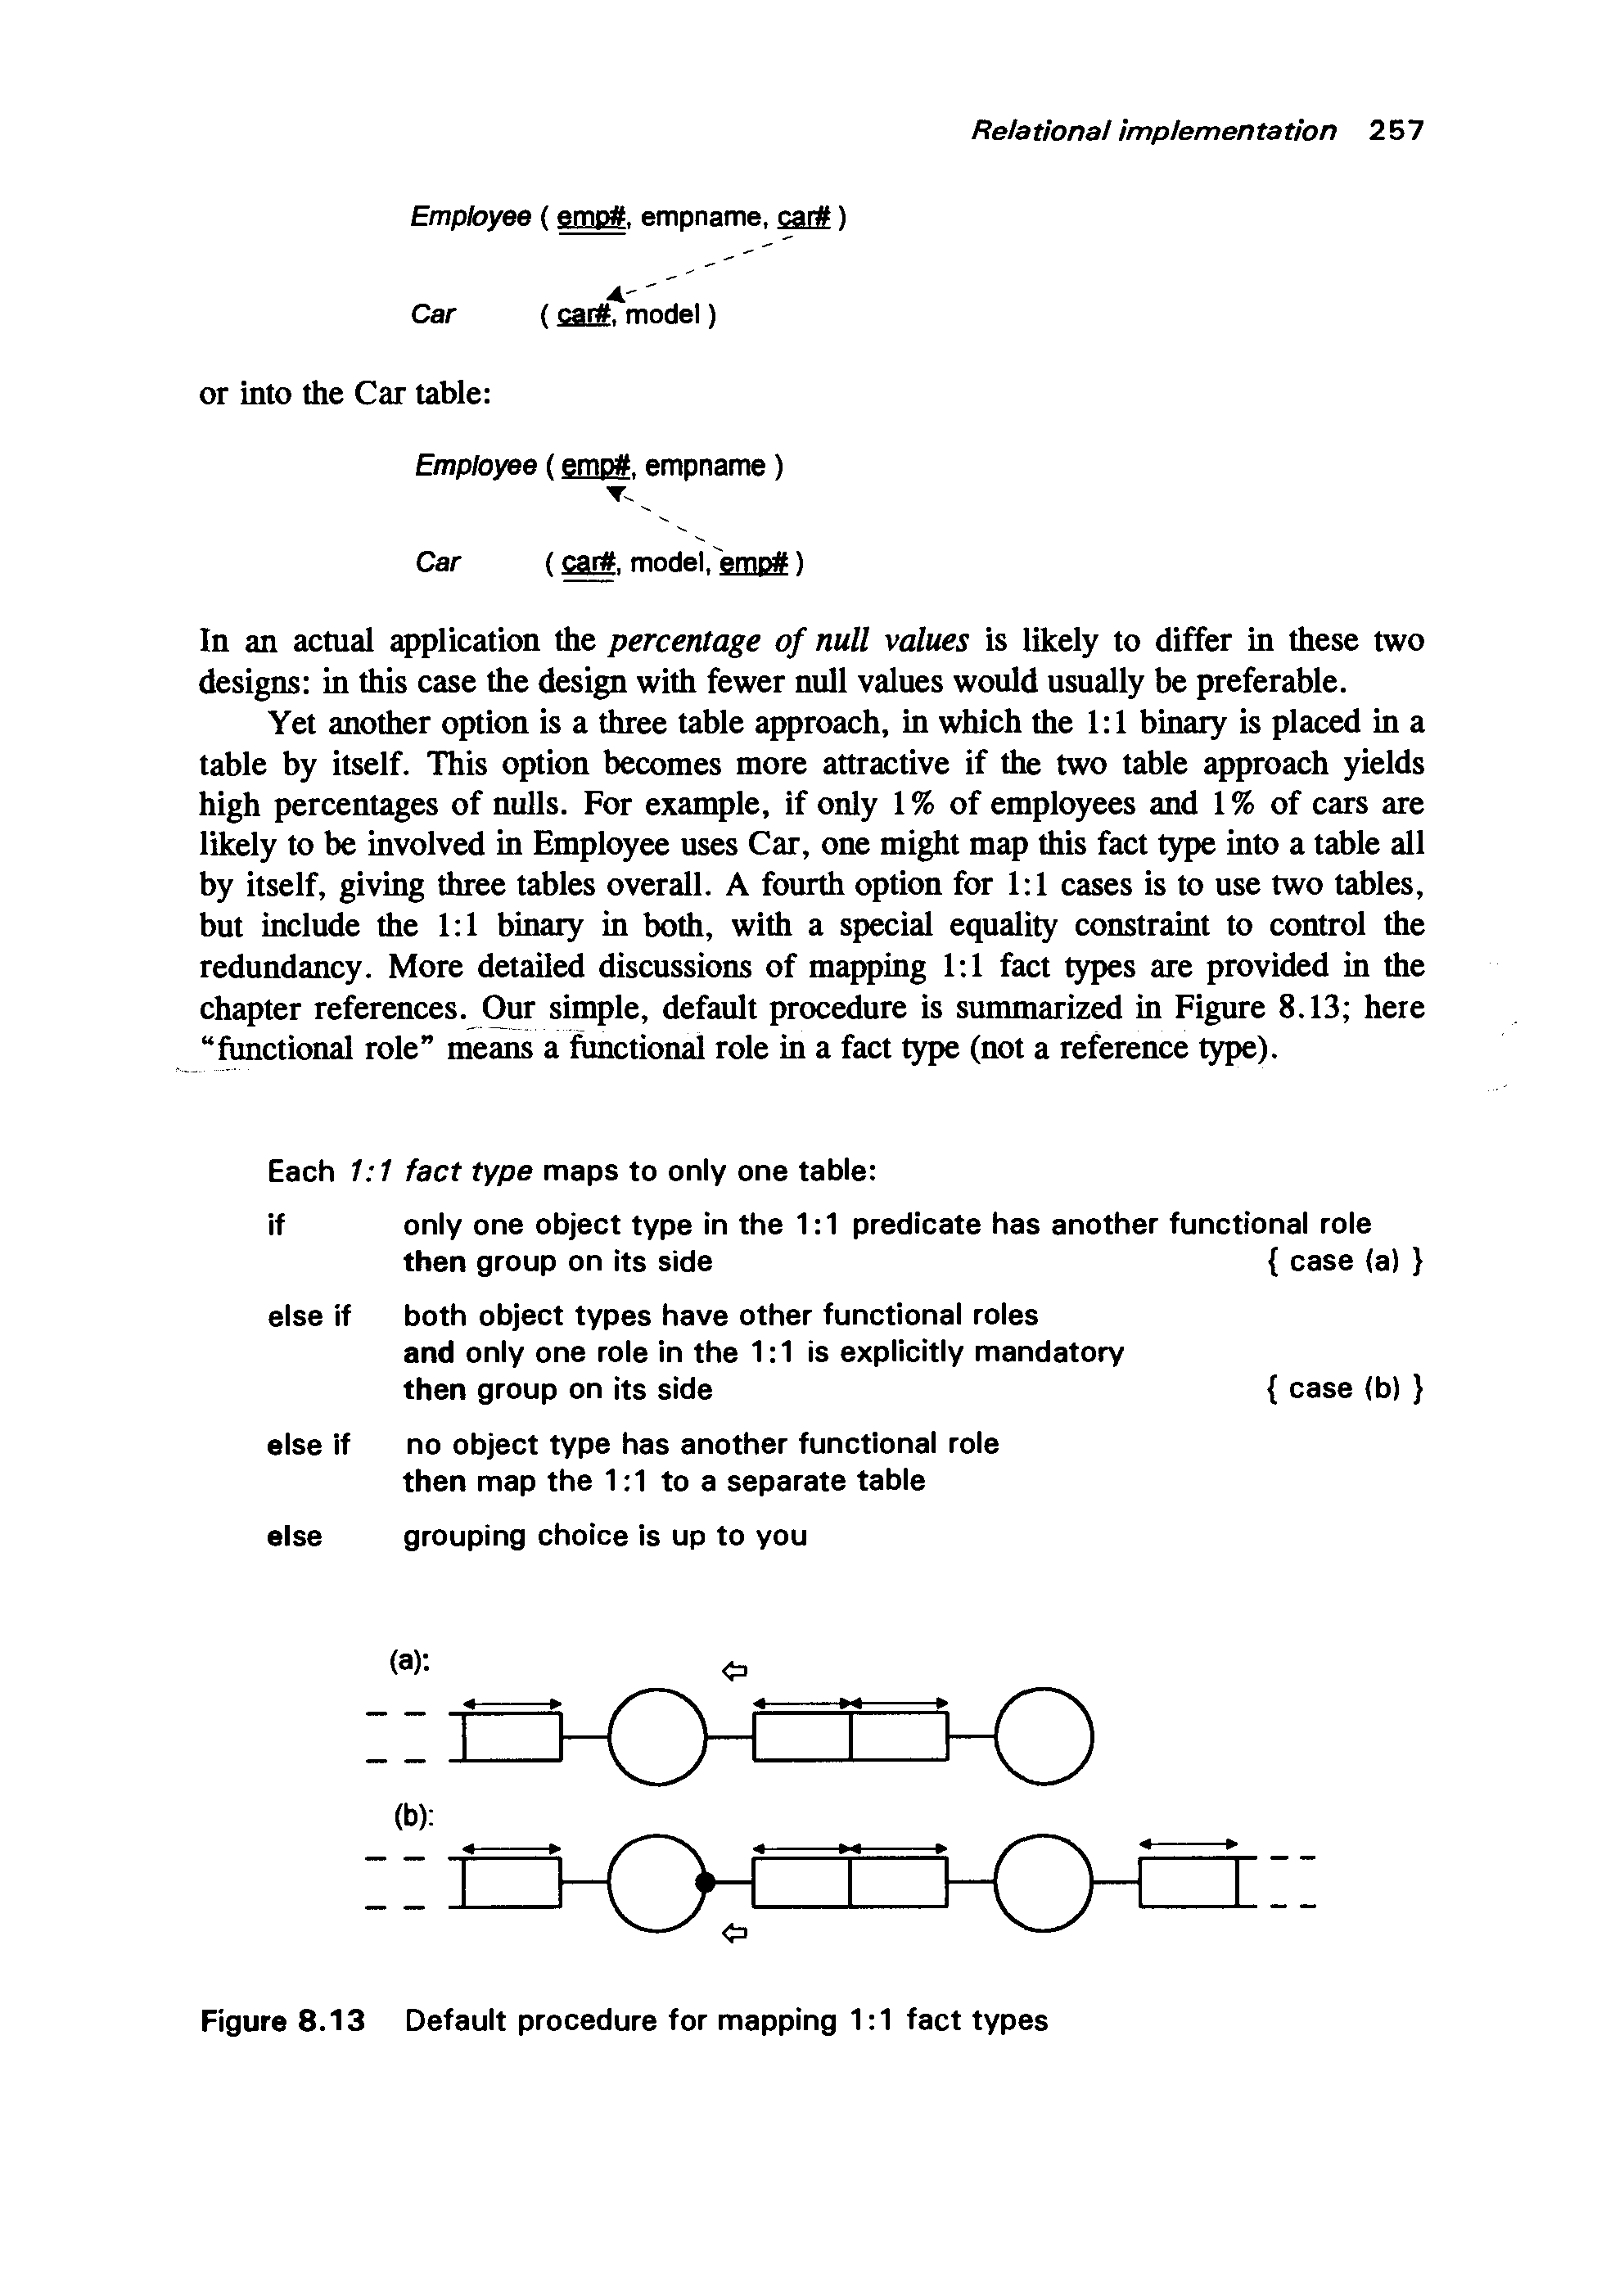 Relational implementation 257
Employee ( emp#, empname, car# )
Car ( car#, model )
or into the Car table:
Employee ( emp#, empname )
Car ( car#, model, emp# )
In an actual application the percentage of null values is likely to differ in these two
designs: in this case the design with fewer null values would usually be preferable.
Yet another option is a three table approach, in which the 1:1 binary is placed in a
table by itself. This option becomes more attractive if the two table approach yields
high percentages of nulls. For example, if only 1% of employees and 1% of cars are
likely to be involved in Employee uses Car, one might map this fact type into a table all
by itself, giving three tables overall. A fourth option for 1:1 cases is to use two tables,
but include the 1:1 binary in both, with a special equality constraint to control the
redundancy. More detailed discussions of mapping 1:1 fact types are provided in the
chapter references. Our simple, default procedure is summarized in Figure 8.13; here
“functional role” means a functional role in a fact type (not a reference type).
Each 1:1 fact type maps to only one table:
if only one object type in the 1:1 predicate has another functional role
then group on its side { case (a) }
else if both object types have other functional roles
and only one role in the 1:1 is explicitly mandatory
then group on its side { case (b) }
else if no object type has another functional role
then map the 1:1 to a separate table
else grouping choice is up to you
(a):
(b):
Figure 8.13 Default procedure for mapping 1:1 fact types